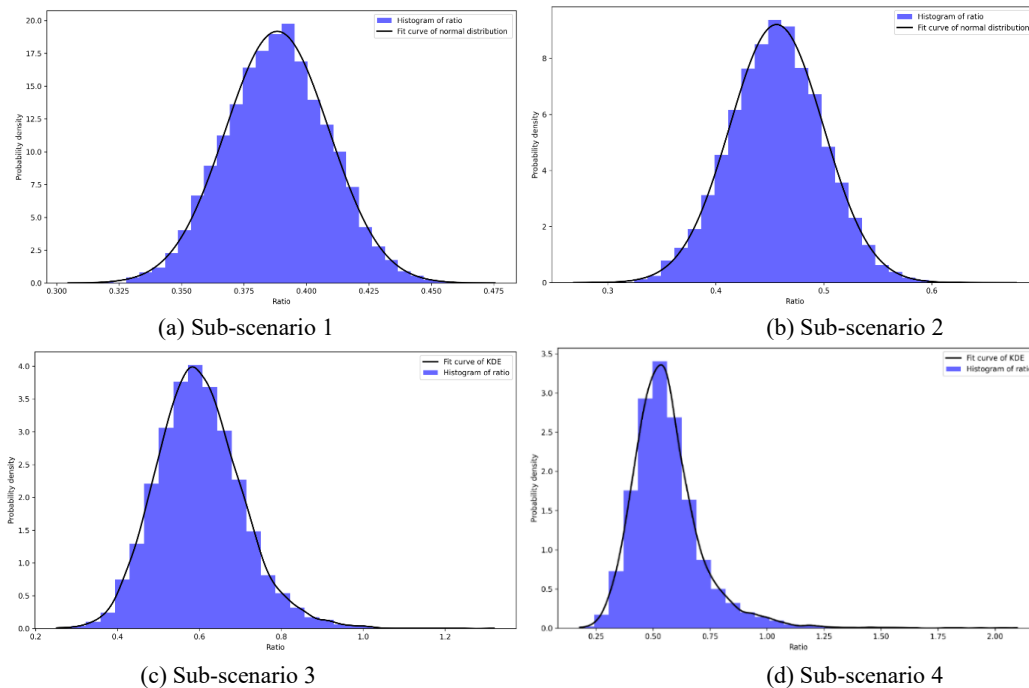 20.0
17.5
15.0
12.5
10.0
7.5
5.0
2.5
0.0
Probability density
Histogram of ratio
Fit curve of normal distribution
0.300 0.325 0.350 0.375 0.400 0.425 0.450 0.475
Ratio
(a) Sub-scenario 1
8
6
4
2
0
Probability density
Histogram of ratio
Fit curve of normal distribution
0.3 0.4 0.5 0.6
Ratio
(b) Sub-scenario 2
4.0
3.5
3.0
2.5
2.0
1.5
1.0
0.5
0.0
Probability density
Fit curve of KDE
Histogram of ratio
0.2 0.4 0.6 0.8 1.0 1.2
Ratio
(c) Sub-scenario 3
3.5
3.0
2.5
2.0
1.5
1.0
0.5
0.0
Probability density
Fit curve of KDE
Histogram of ratio
0.25 0.50 0.75 1.00 1.25 1.50 1.75 2.00
Ratio
(d) Sub-scenario 4